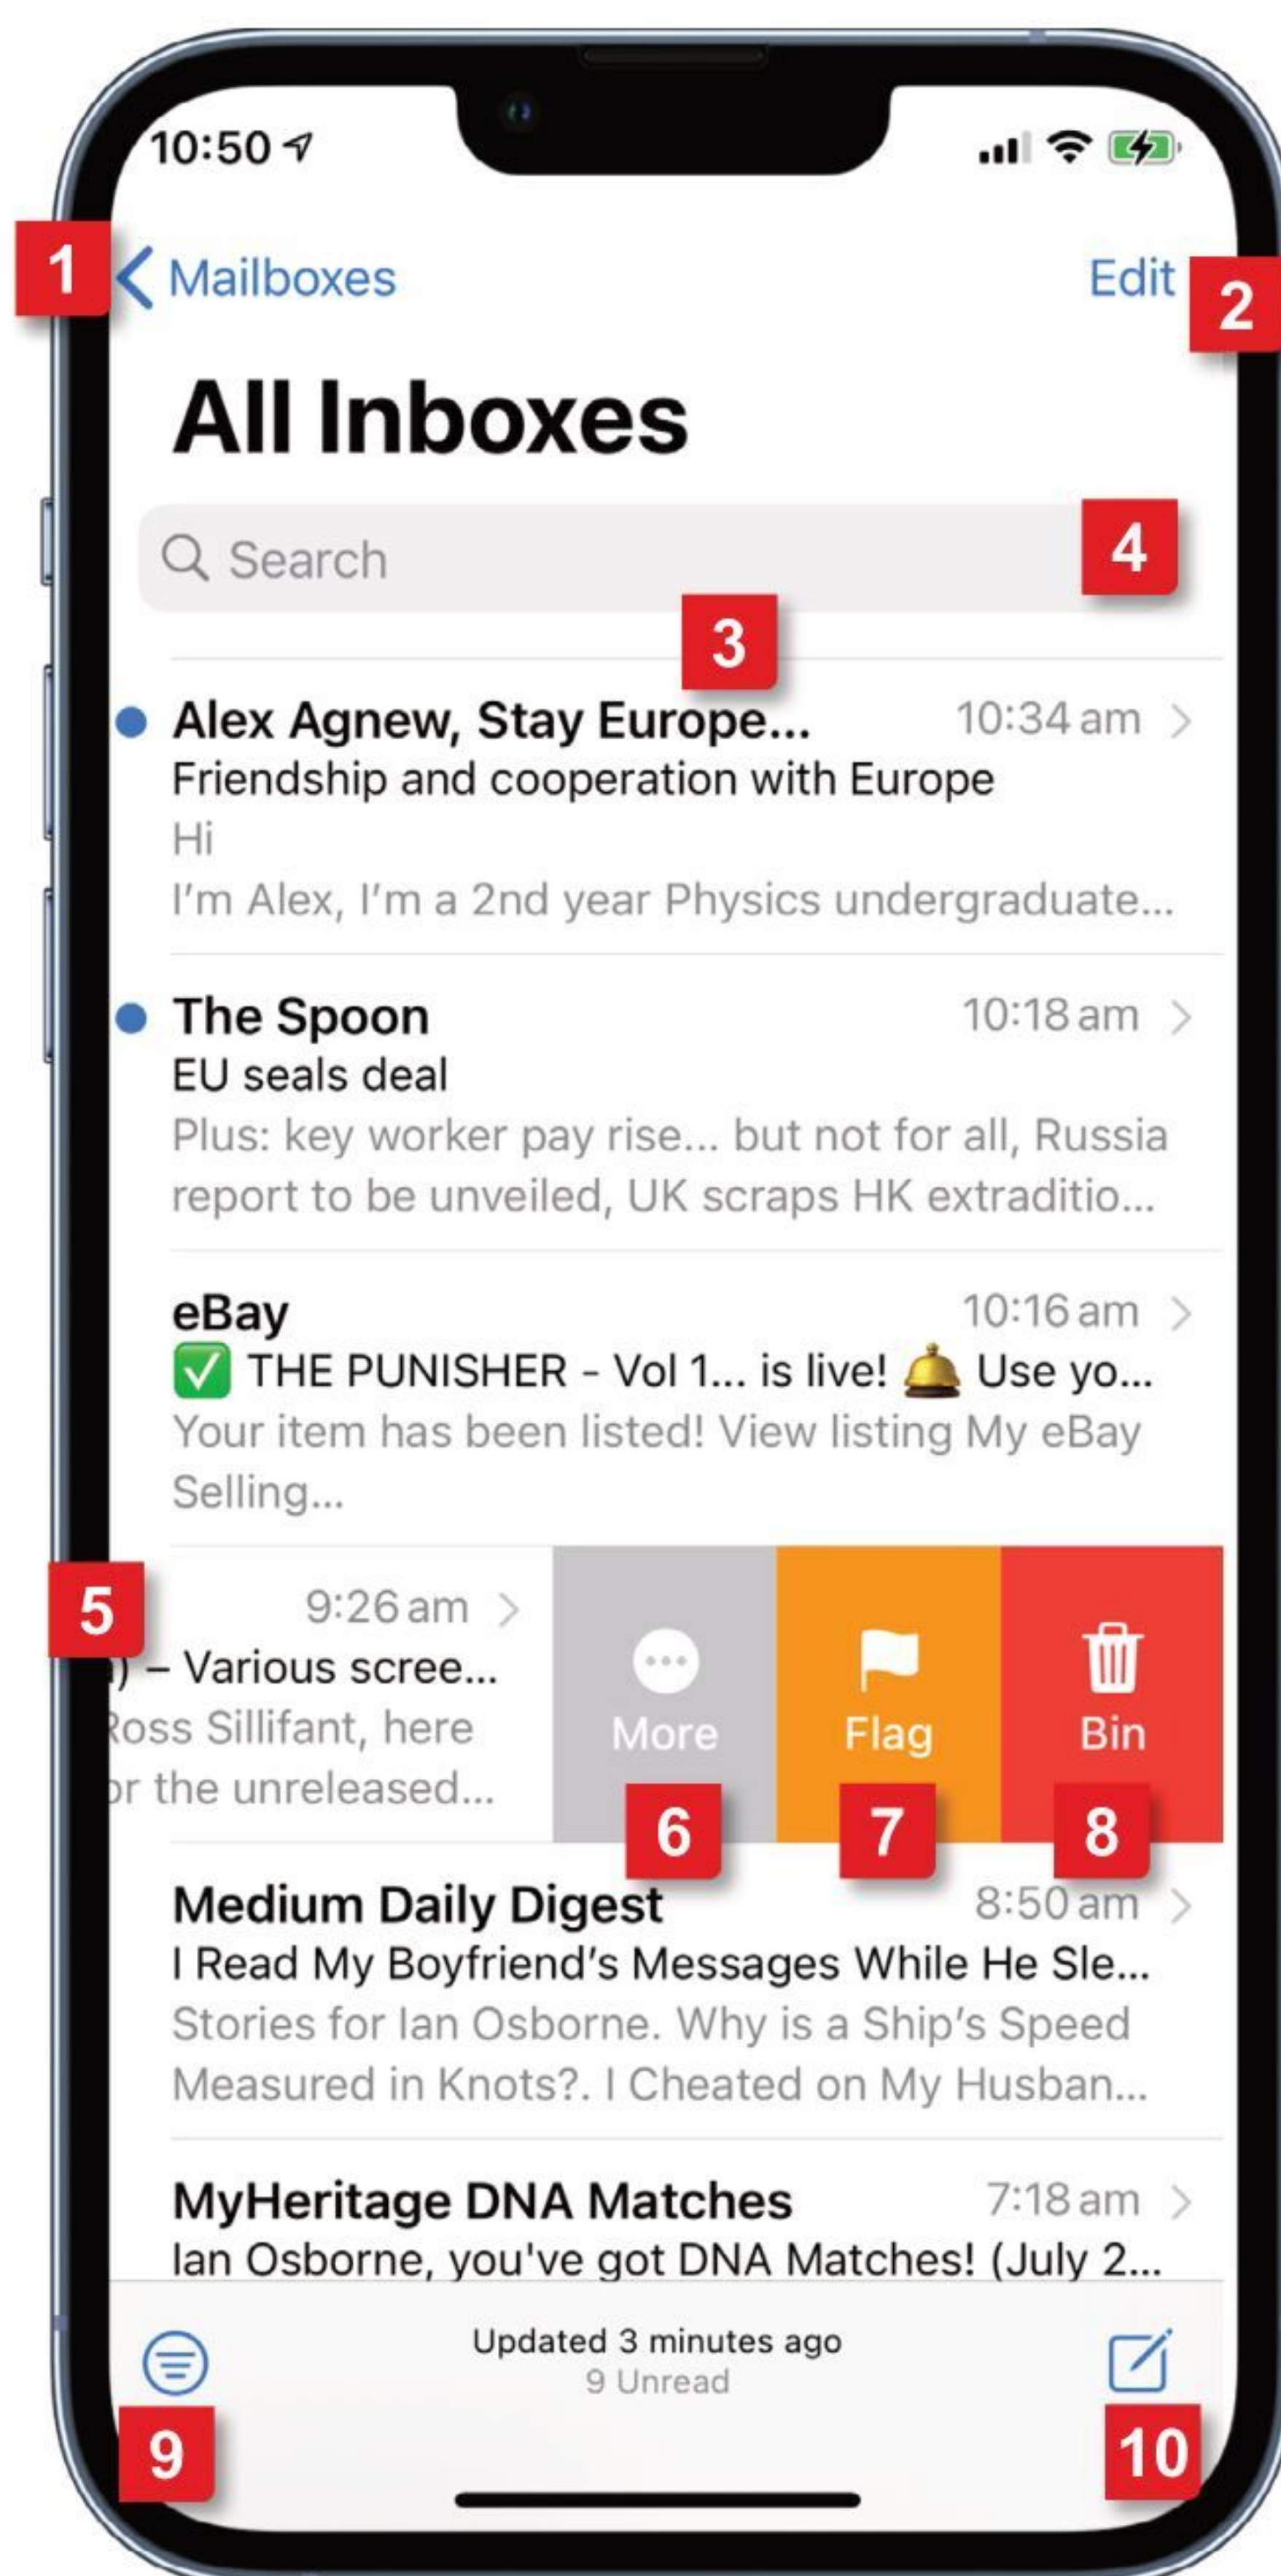 10:50
1
Mailboxes
Edit
2
All Inboxes
Search
4
3
Alex Agnew, Stay Europe...
10:34 am
Friendship and cooperation with Europe
Hi
I'm Alex, I'm a 2nd year Physics undergraduate...
The Spoon
10:18 am
EU seals deal
Plus: key worker pay rise... but not for all, Russia
report to be unveiled, UK scraps HK extraditio...
eBay
10:16 am
✅ THE PUNISHER - Vol 1... is live! 🛎️ Use yo...
Your item has been listed! View listing My eBay
Selling...
5
9:26 am
) – Various scree...
Ross Sillifant, here
or the unreleased...
More
Flag
Bin
6
7
8
Medium Daily Digest
8:50 am
I Read My Boyfriend's Messages While He Sle...
Stories for Ian Osborne. Why is a Ship's Speed
Measured in Knots?. I Cheated on My Husban...
MyHeritage DNA Matches
7:18 am
Ian Osborne, you've got DNA Matches! (July 2...
Updated 3 minutes ago
9 Unread
9
10